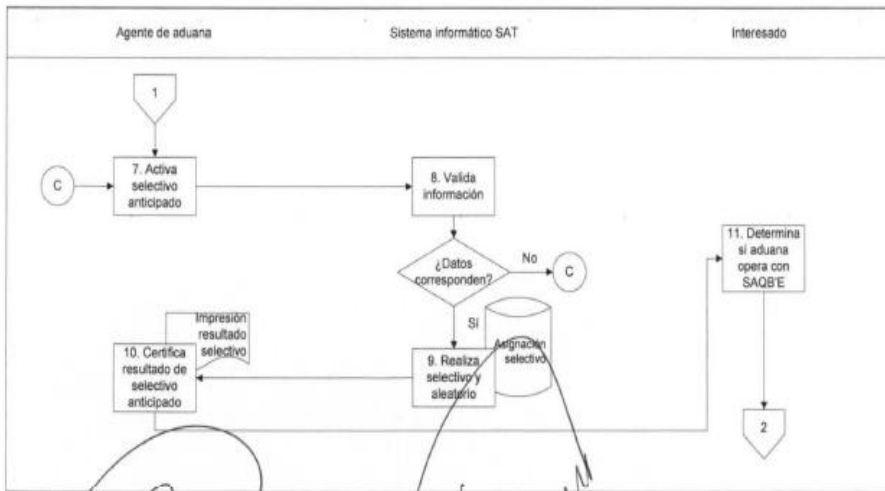 Agente de aduana
Sistema informático SAT
Interesado
1
C
7. Activa
selectivo
anticipado
8. Valida
información
¿Datos
corresponden?
No
C
Sí
11. Determina
si aduana
opera con
SAQB'E
Impresión
resultado
selectivo
10. Certifica
resultado de
selectivo
anticipado
9. Realiza
selectivo y
aleatorio
Asignación
selectivo
2